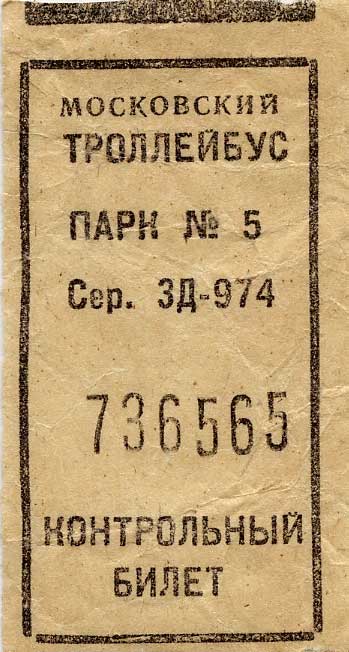 МОСКОВСКИЙ
ТРОЛЛЕЙБУС
ПАРК № 5
Сер. ЗД-974
736565
КОНТРОЛЬНЫЙ
БИЛЕТ